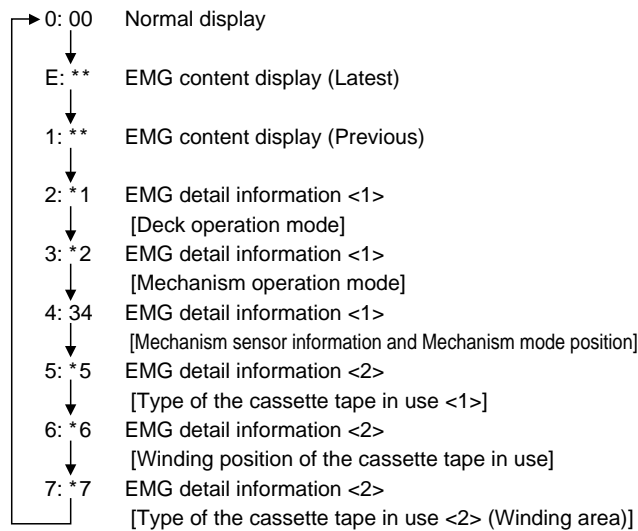 0: 00 Normal display
E: ** EMG content display (Latest)
1: ** EMG content display (Previous)
2: *1 EMG detail information <1>
[Deck operation mode]
3: *2 EMG detail information <1>
[Mechanism operation mode]
4: 34 EMG detail information <1>
[Mechanism sensor information and Mechanism mode position]
5: *5 EMG detail information <2>
[Type of the cassette tape in use <1>]
6: *6 EMG detail information <2>
[Winding position of the cassette tape in use]
7: *7 EMG detail information <2>
[Type of the cassette tape in use <2> (Winding area)]